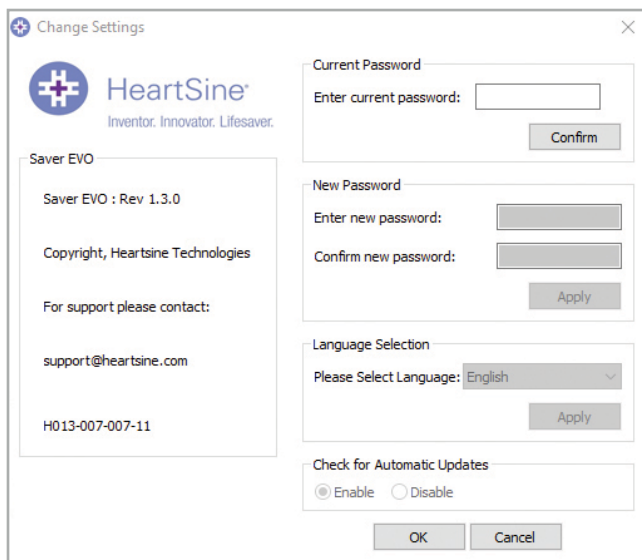 Change Settings
HeartSine®
Inventor. Innovator. Lifesaver.
Saver EVO
Saver EVO : Rev 1.3.0
Copyright, Heartsine Technologies
For support please contact:
support@heartsine.com
H013-007-007-11
Current Password
Enter current password:
Confirm
New Password
Enter new password:
Confirm new password:
Apply
Language Selection
Please Select Language: English
Apply
Check for Automatic Updates
Enable Disable
OK Cancel